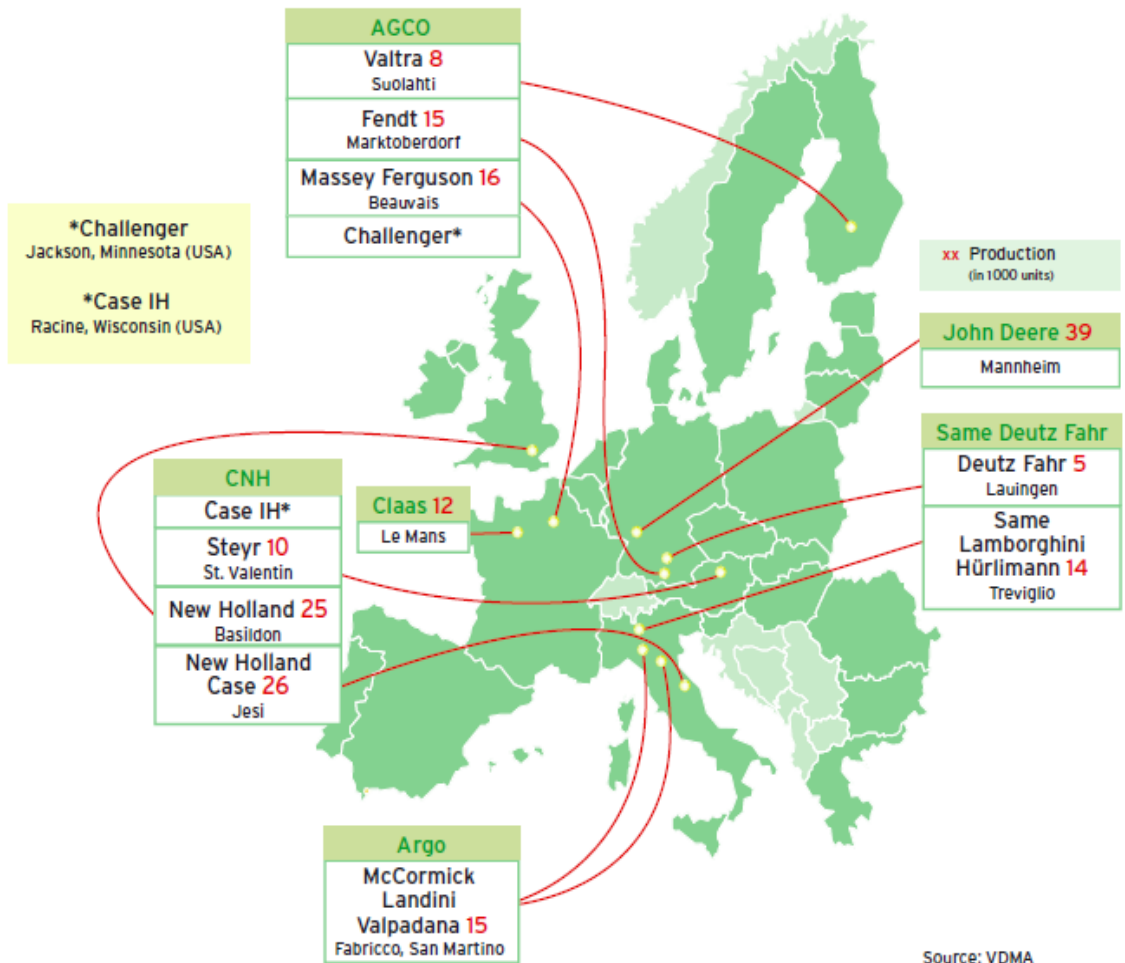 AGCO
Valtra 8
Suolahti
Fendt 15
Marktoberdorf
Massey Ferguson 16
Beauvais
Challenger*
*Challenger
Jackson, Minnesota (USA)
*Case IH
Racine, Wisconsin (USA)
xx Production
(in 1000 units)
John Deere 39
Mannheim
Same Deutz Fahr
Deutz Fahr 5
Lauingen
Same
Lamborghini
Hürlimann 14
Treviglio
CNH
Case IH*
Steyr 10
St. Valentin
New Holland 25
Basildon
New Holland
Case 26
Jesi
Claas 12
Le Mans
Argo
McCormick
Landini
Valpadana 15
Fabricco, San Martino
Source: VDMA